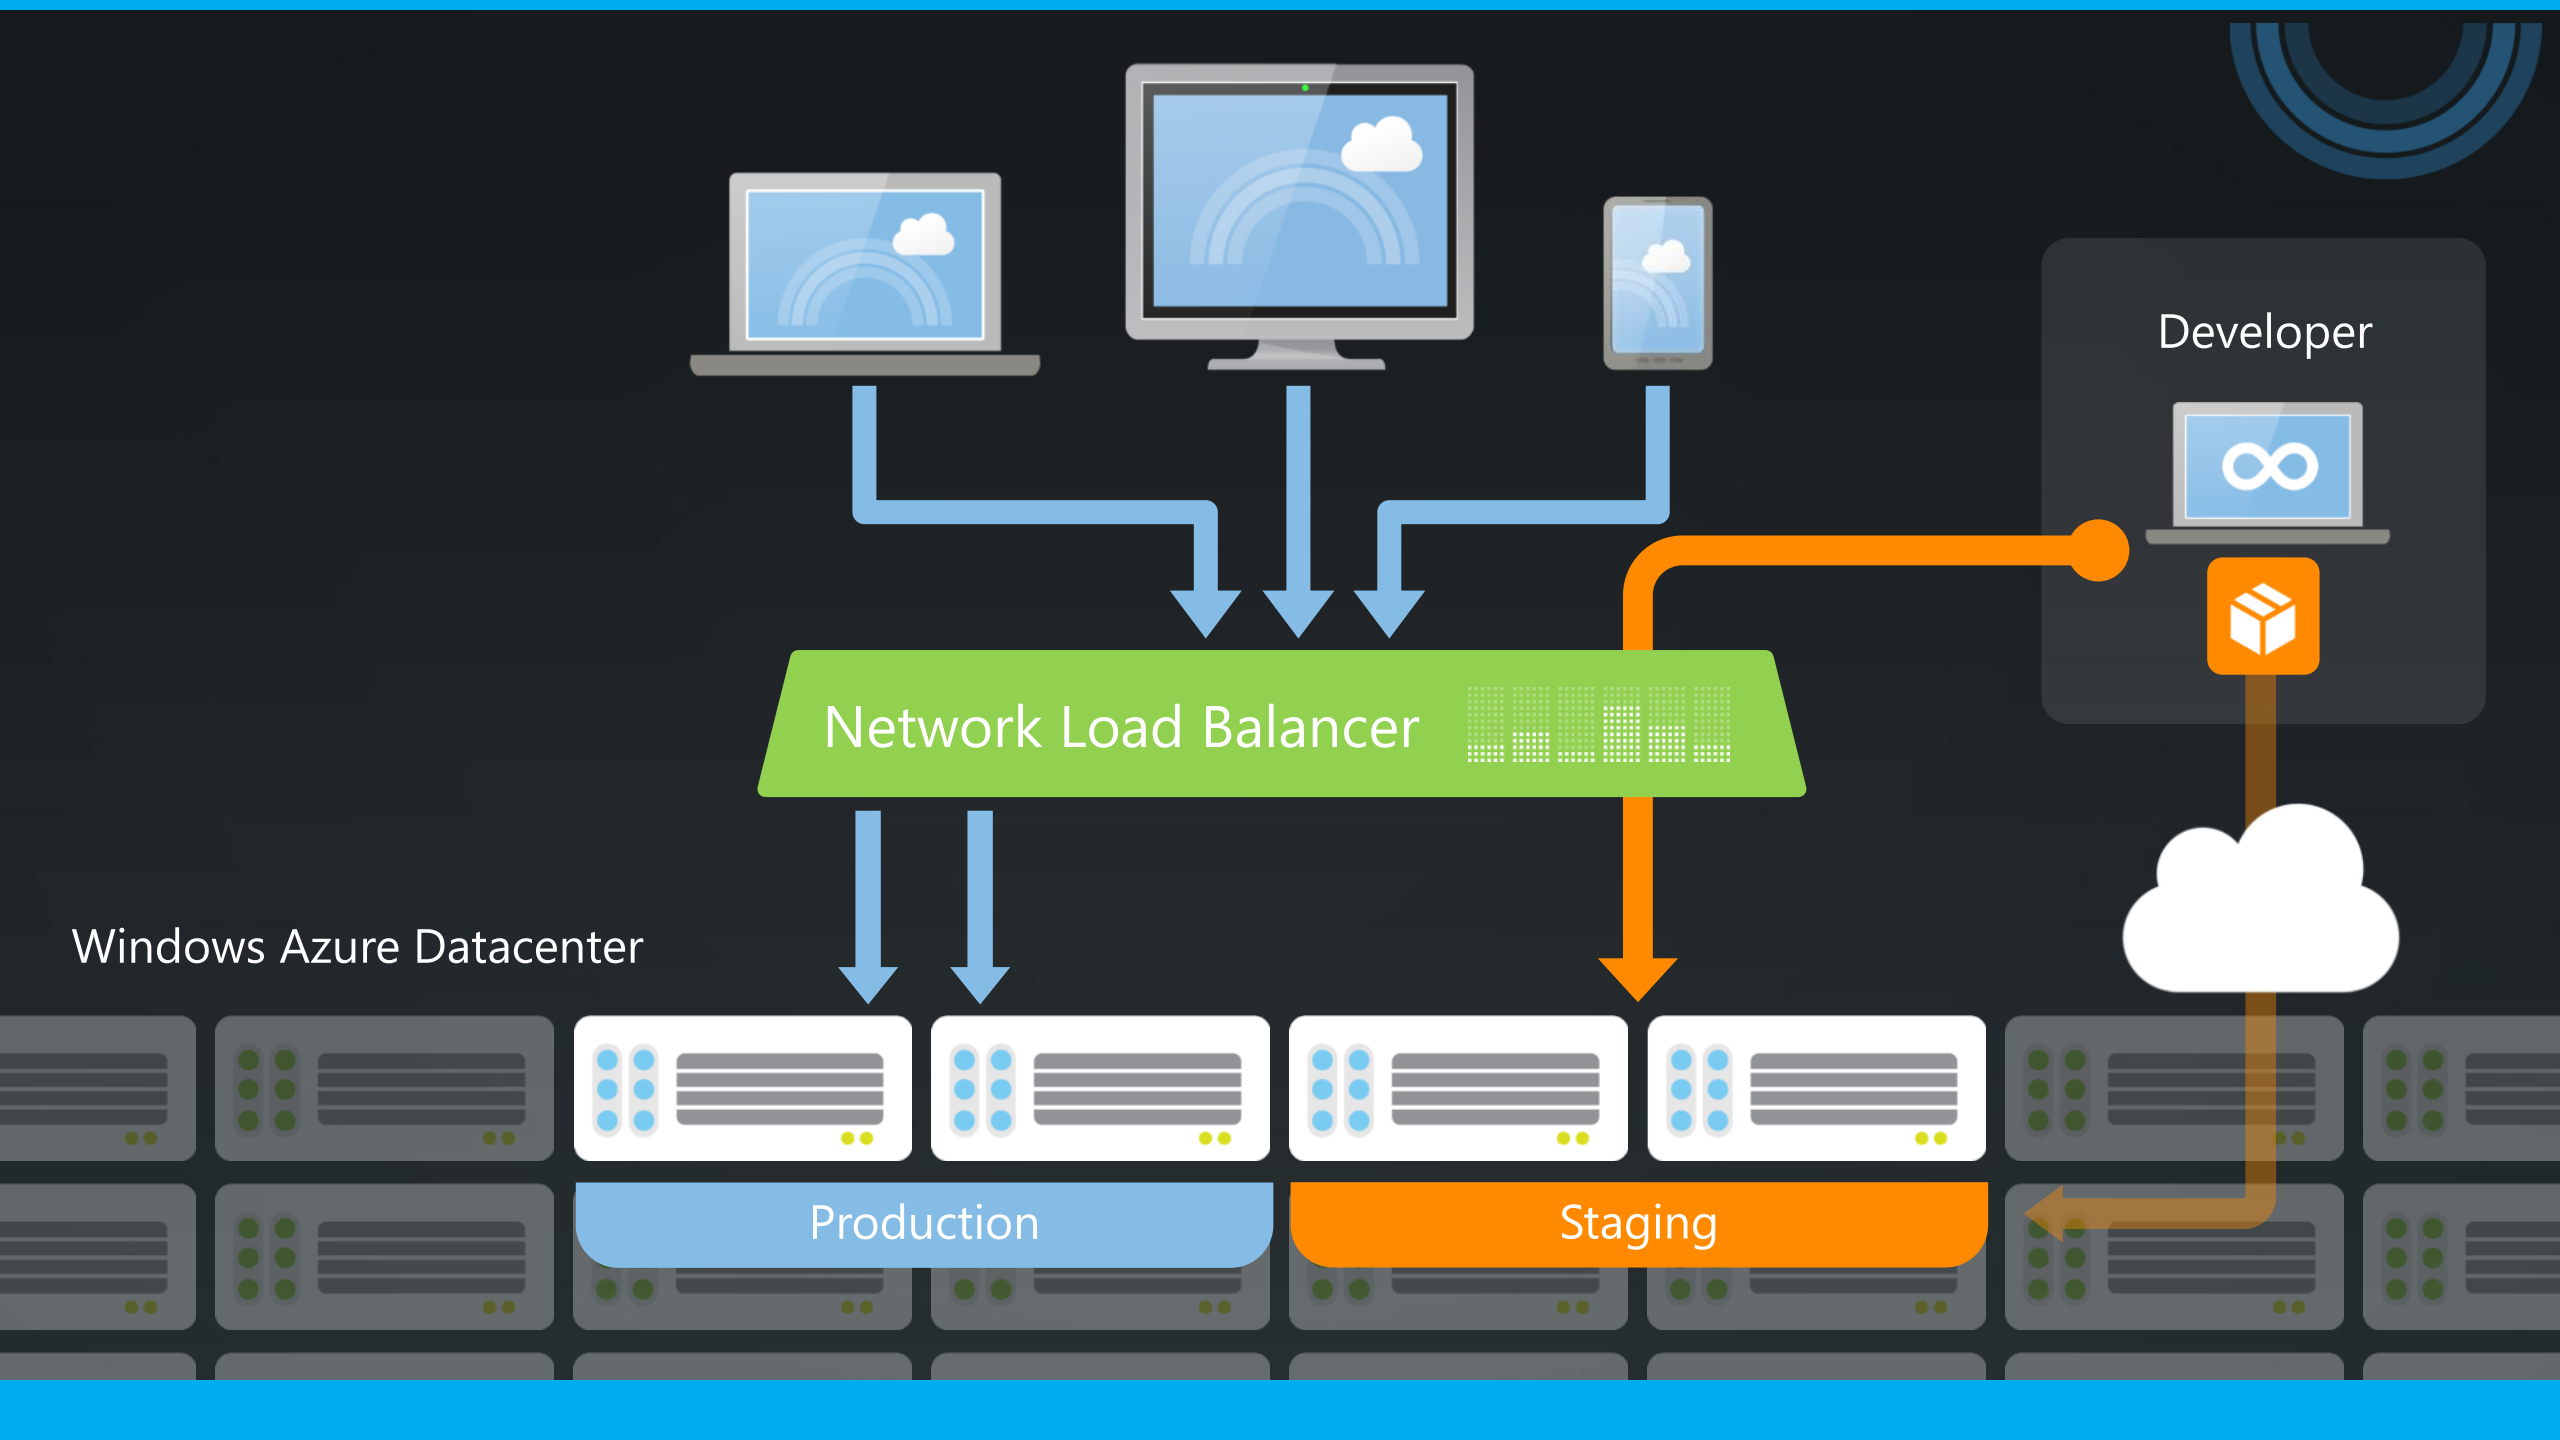 Developer
Network Load Balancer
Windows Azure Datacenter
Production
Staging